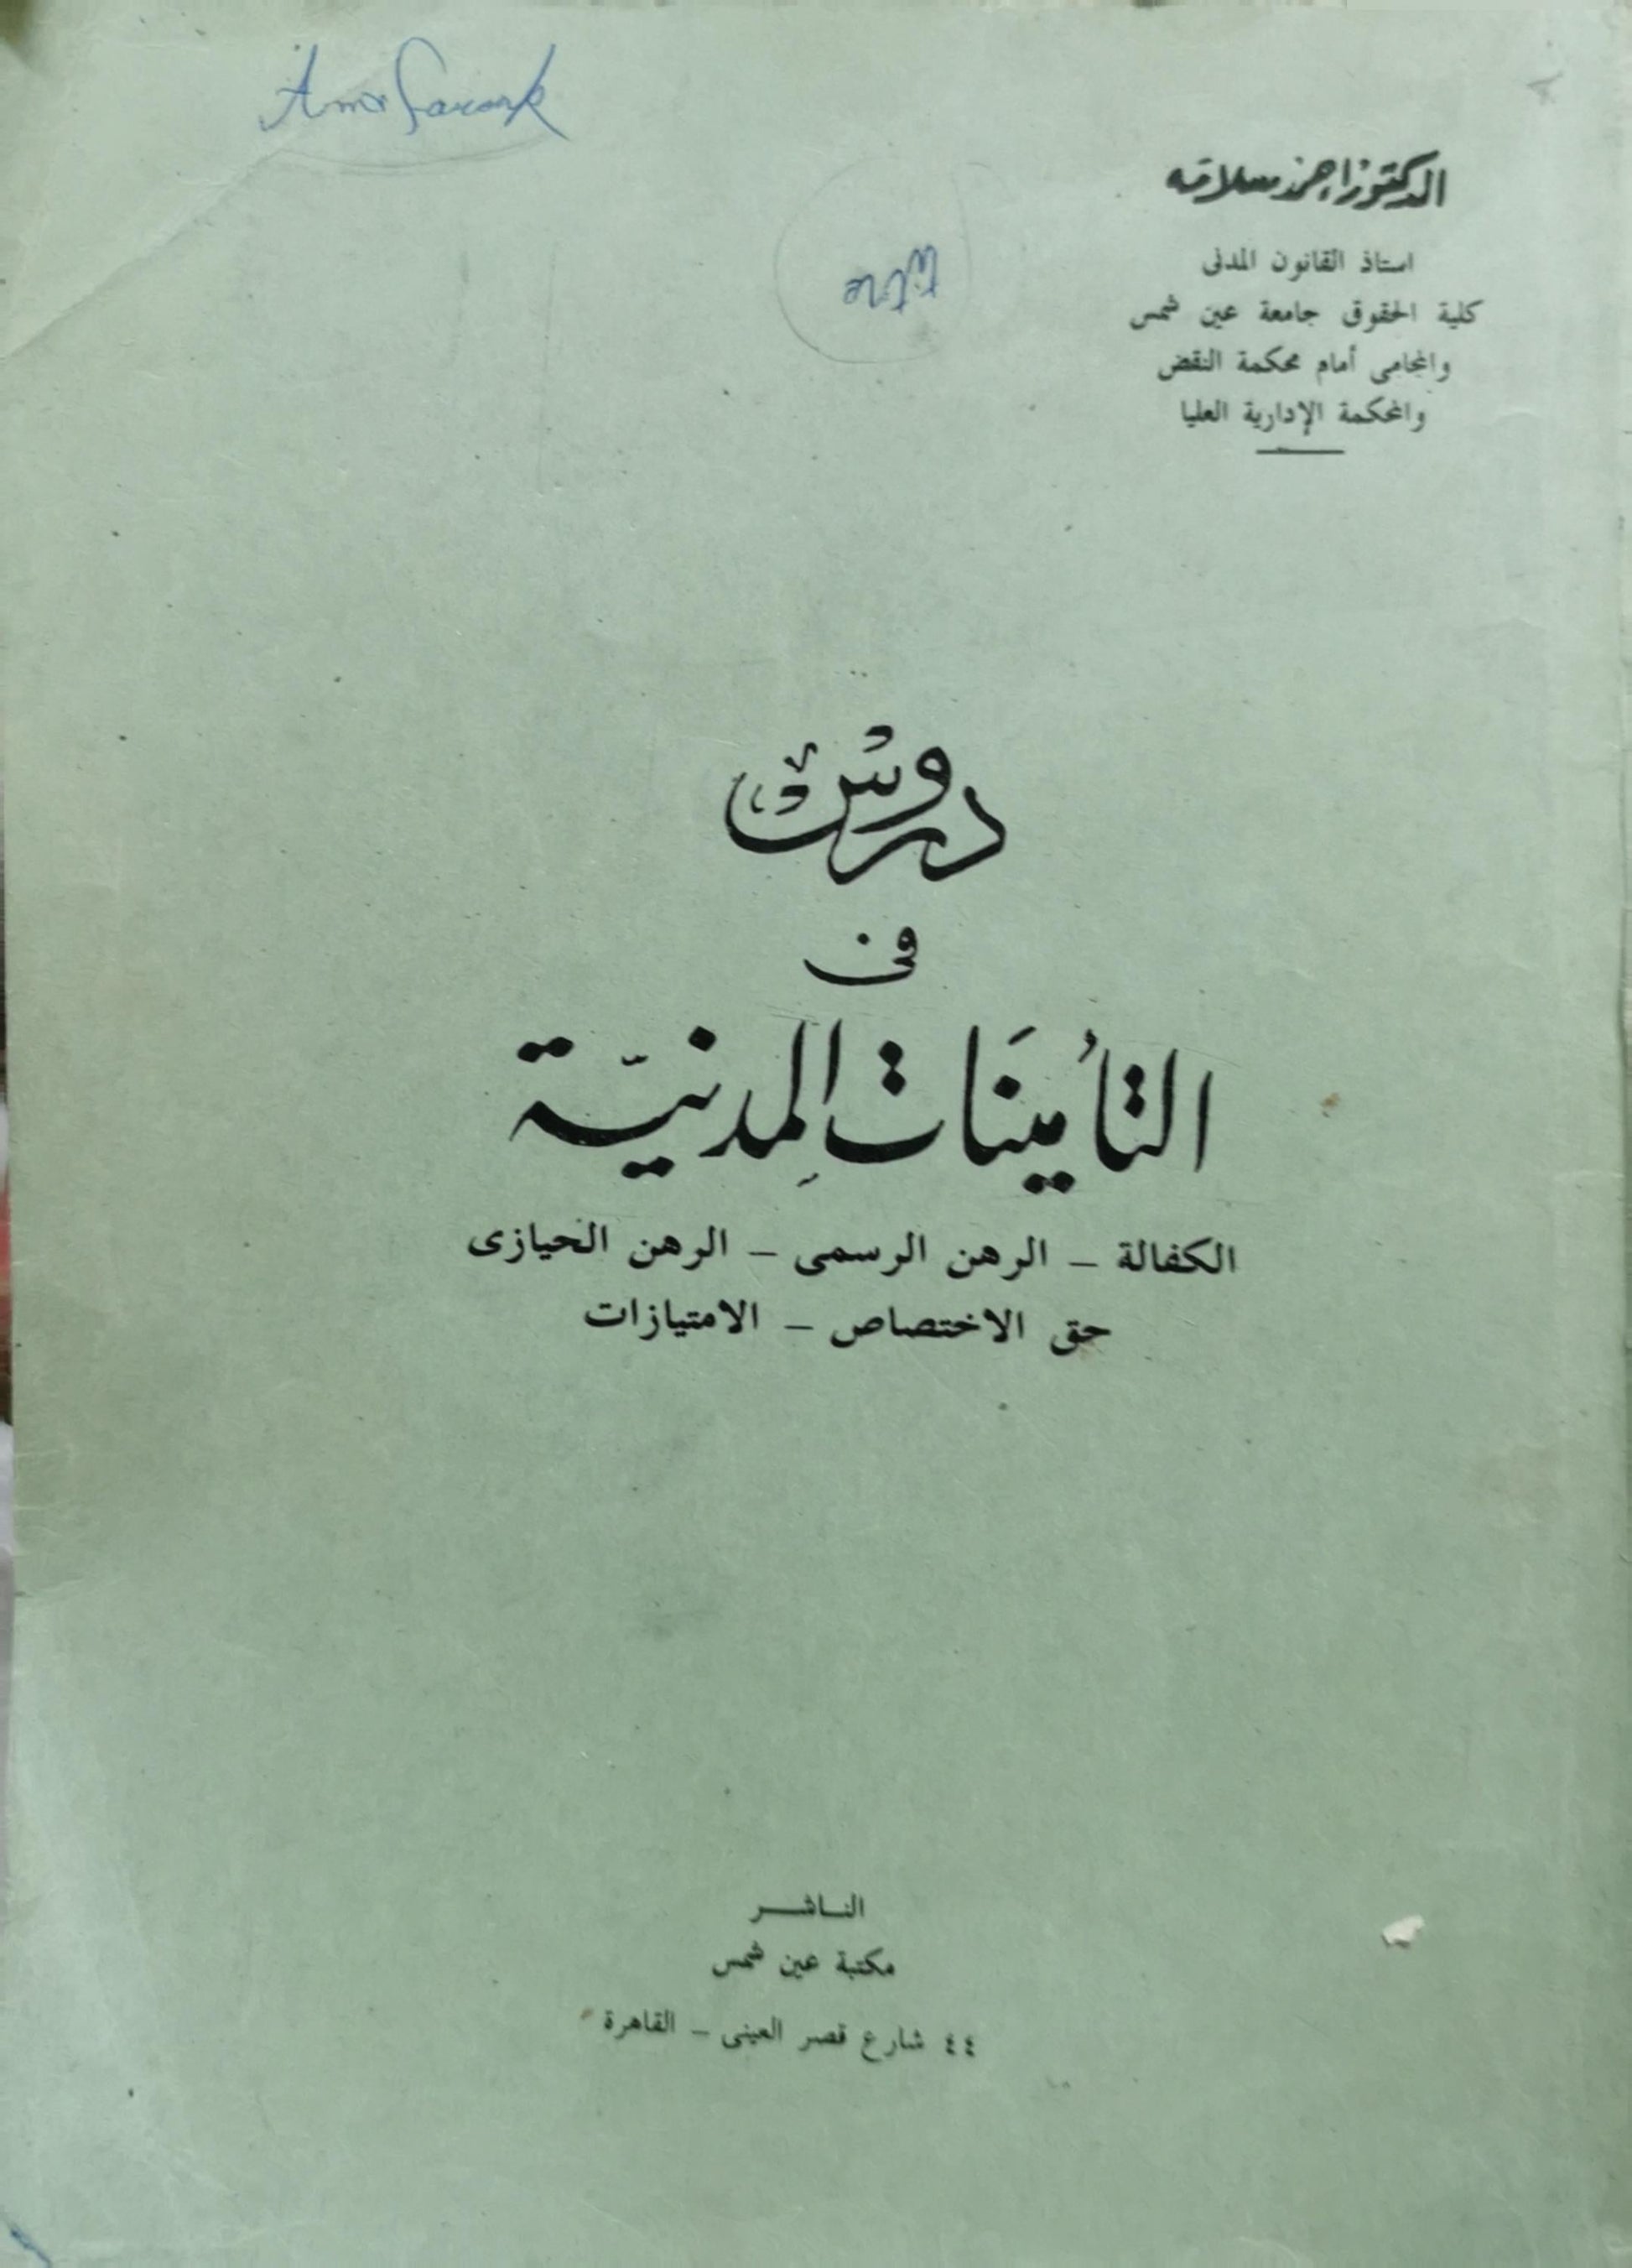 الدكتور احمد سلامه
استاذ القانون المدنى
كلية الحقوق جامعة عين شمس
والمحامى أمام محكمة النقض
والمحكمة الإدارية العليا
دروس
فى
التأمينات المدنية
الكفالة – الرهن الرسمى – الرهن الحيازى
حق الاختصاص – الامتيازات
الناشر
مكتبة عين شمس
٤٤ شارع قصر العينى – القاهرة